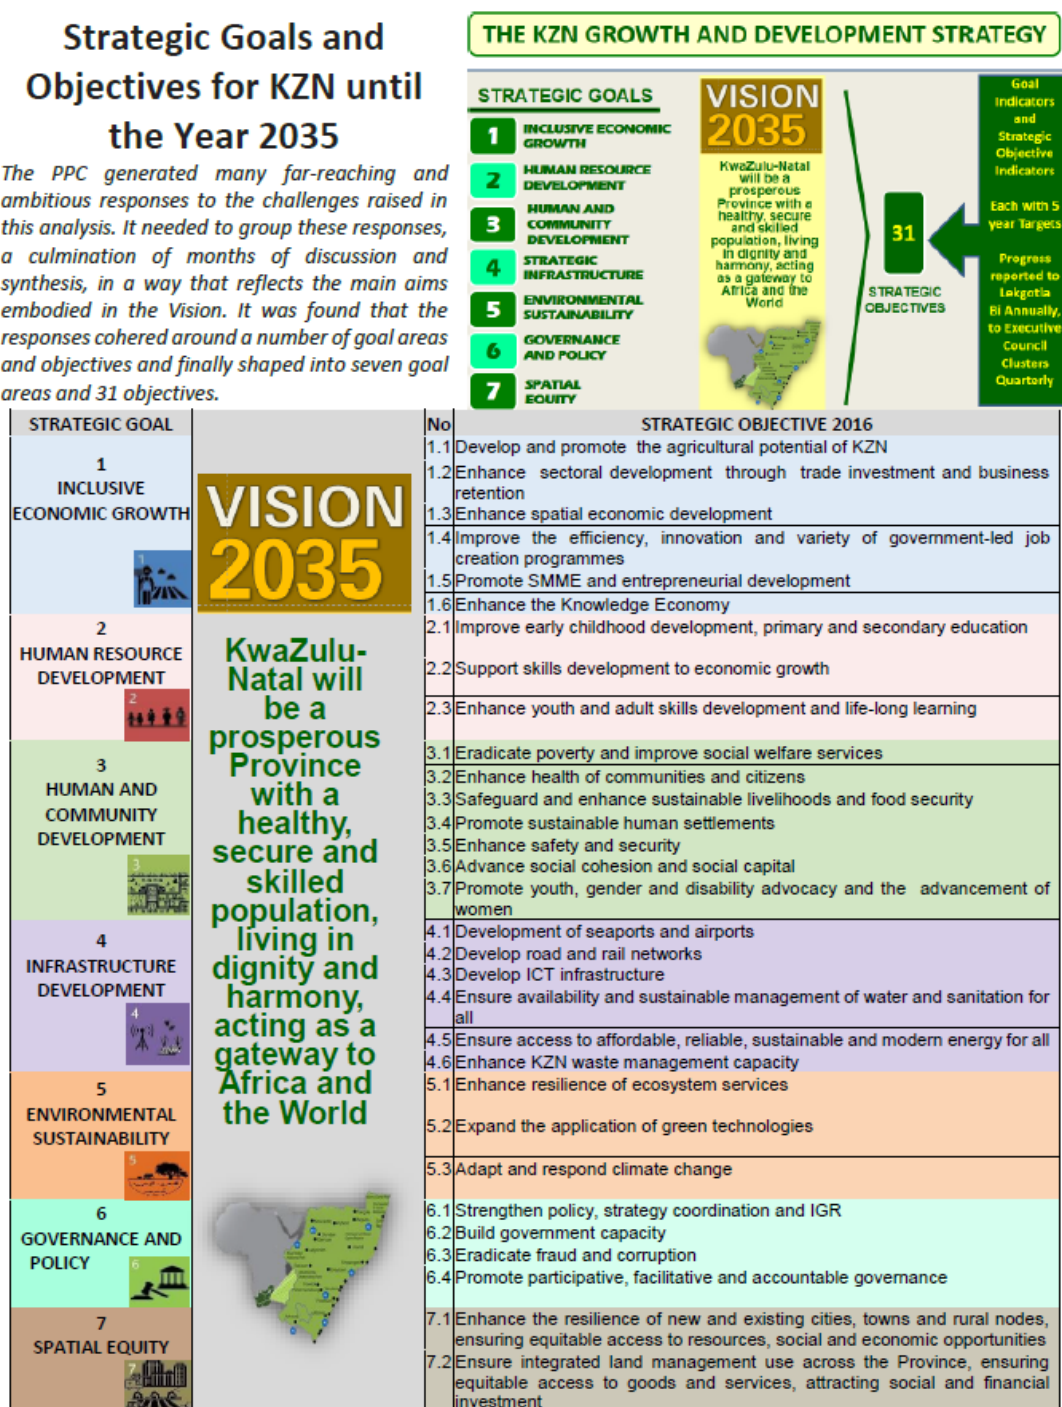 Strategic Goals and
Objectives for KZN until
the Year 2035
The PPC generated many far-reaching and
ambitious responses to the challenges raised in
this analysis. It needed to group these responses,
a culmination of months of discussion and
synthesis, in a way that reflects the main aims
embodied in the Vision. It was found that the
responses cohered around a number of goal areas
and objectives and finally shaped into seven goal
areas and 31 objectives.
THE KZN GROWTH AND DEVELOPMENT STRATEGY
STRATEGIC GOALS
1 INCLUSIVE ECONOMIC
GROWTH
2 HUMAN RESOURCE
DEVELOPMENT
3 HUMAN AND
COMMUNITY
DEVELOPMENT
4 STRATEGIC
INFRASTRUCTURE
5 ENVIRONMENTAL
SUSTAINABILITY
6 GOVERNANCE
AND POLICY
7 SPATIAL
EQUITY
VISION
2035
KwaZulu-Natal
will be a
prosperous
Province with a
healthy, secure
and skilled
population, living
in dignity and
harmony, acting
as a gateway to
Africa and the
World
31
STRATEGIC
OBJECTIVES
Goal
Indicators
and
Strategic
Objective
Indicators
Each with 5
year Targets
Progress
reported to
Lekgotla
Bi Annually,
to Executive
Council
Clusters
Quarterly
STRATEGIC GOAL
No STRATEGIC OBJECTIVE 2016
1
INCLUSIVE
ECONOMIC GROWTH
1
1.1 Develop and promote the agricultural potential of KZN
1.2 Enhance sectoral development through trade investment and business
retention
1.3 Enhance spatial economic development
1.4 Improve the efficiency, innovation and variety of government-led job
creation programmes
1.5 Promote SMME and entrepreneurial development
1.6 Enhance the Knowledge Economy
2
HUMAN RESOURCE
DEVELOPMENT
2
2.1 Improve early childhood development, primary and secondary education
2.2 Support skills development to economic growth
2.3 Enhance youth and adult skills development and life-long learning
3
HUMAN AND
COMMUNITY
DEVELOPMENT
3
3.1 Eradicate poverty and improve social welfare services
3.2 Enhance health of communities and citizens
3.3 Safeguard and enhance sustainable livelihoods and food security
3.4 Promote sustainable human settlements
3.5 Enhance safety and security
3.6 Advance social cohesion and social capital
3.7 Promote youth, gender and disability advocacy and the advancement of
women
4
INFRASTRUCTURE
DEVELOPMENT
4
4.1 Development of seaports and airports
4.2 Develop road and rail networks
4.3 Develop ICT infrastructure
4.4 Ensure availability and sustainable management of water and sanitation for
all
4.5 Ensure access to affordable, reliable, sustainable and modern energy for all
4.6 Enhance KZN waste management capacity
5
ENVIRONMENTAL
SUSTAINABILITY
5
5.1 Enhance resilience of ecosystem services
5.2 Expand the application of green technologies
5.3 Adapt and respond climate change
6
GOVERNANCE AND
POLICY
6
6.1 Strengthen policy, strategy coordination and IGR
6.2 Build government capacity
6.3 Eradicate fraud and corruption
6.4 Promote participative, facilitative and accountable governance
7
SPATIAL EQUITY
7
7.1 Enhance the resilience of new and existing cities, towns and rural nodes,
ensuring equitable access to resources, social and economic opportunities
7.2 Ensure integrated land management use across the Province, ensuring
equitable access to goods and services, attracting social and financial
investment
VISION
2035
KwaZulu-
Natal will
be a
prosperous
Province
with a
healthy,
secure and
skilled
population,
living in
dignity and
harmony,
acting as a
gateway to
Africa and
the World